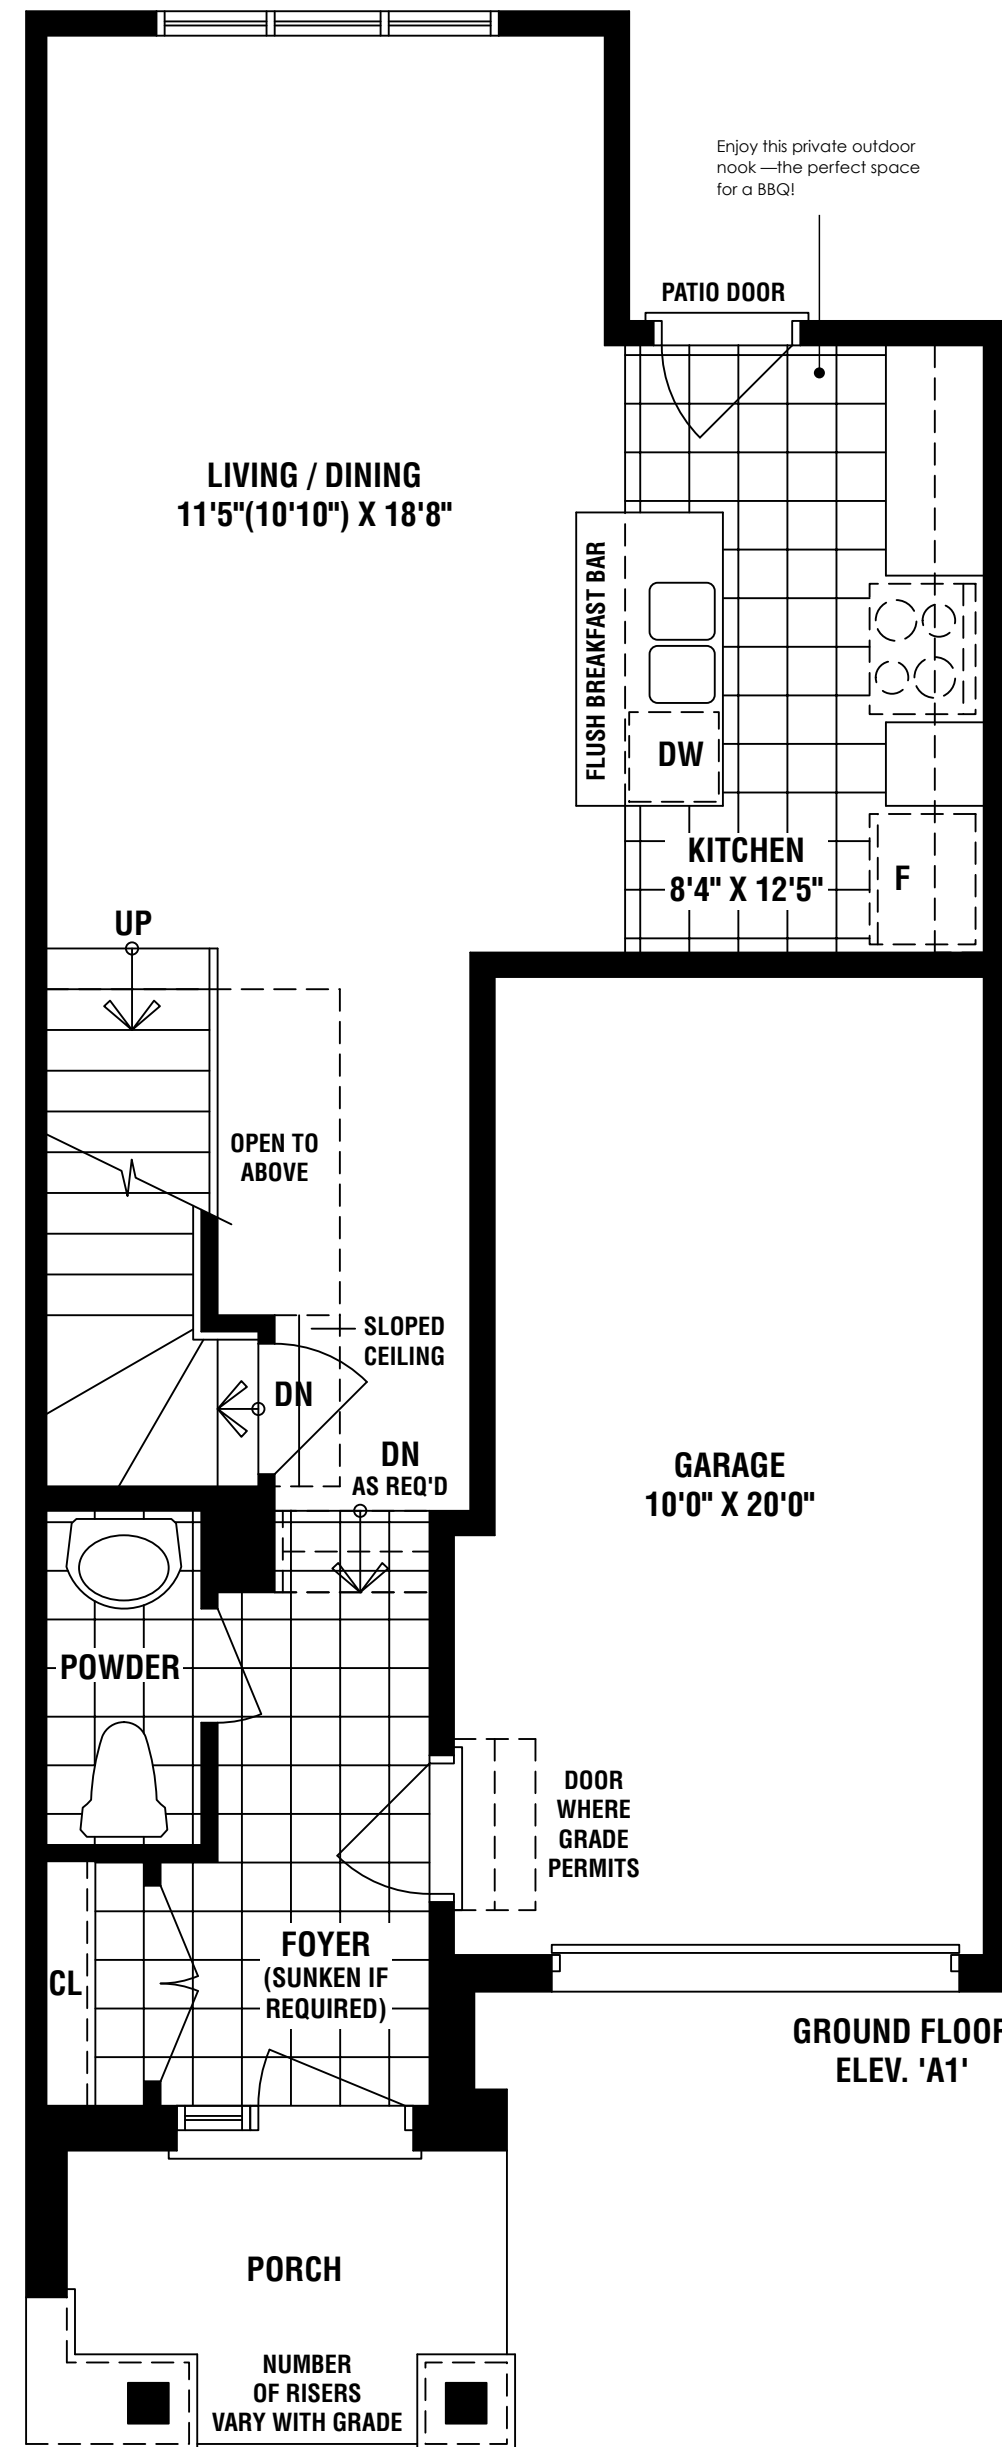 Enjoy this private outdoor
nook —the perfect space
for a BBQ!
PATIO DOOR
LIVING / DINING
11'5"(10'10") X 18'8"
FLUSH BREAKFAST BAR
DW
KITCHEN
8'4" X 12'5"
F
UP
OPEN TO
ABOVE
SLOPED
CEILING
DN
DN
AS REQ'D
GARAGE
10'0" X 20'0"
POWDER
DOOR
WHERE
GRADE
PERMITS
FOYER
(SUNKEN IF
REQUIRED)
CL
GROUND FLOOR
ELEV. 'A1'
PORCH
NUMBER
OF RISERS
VARY WITH GRADE